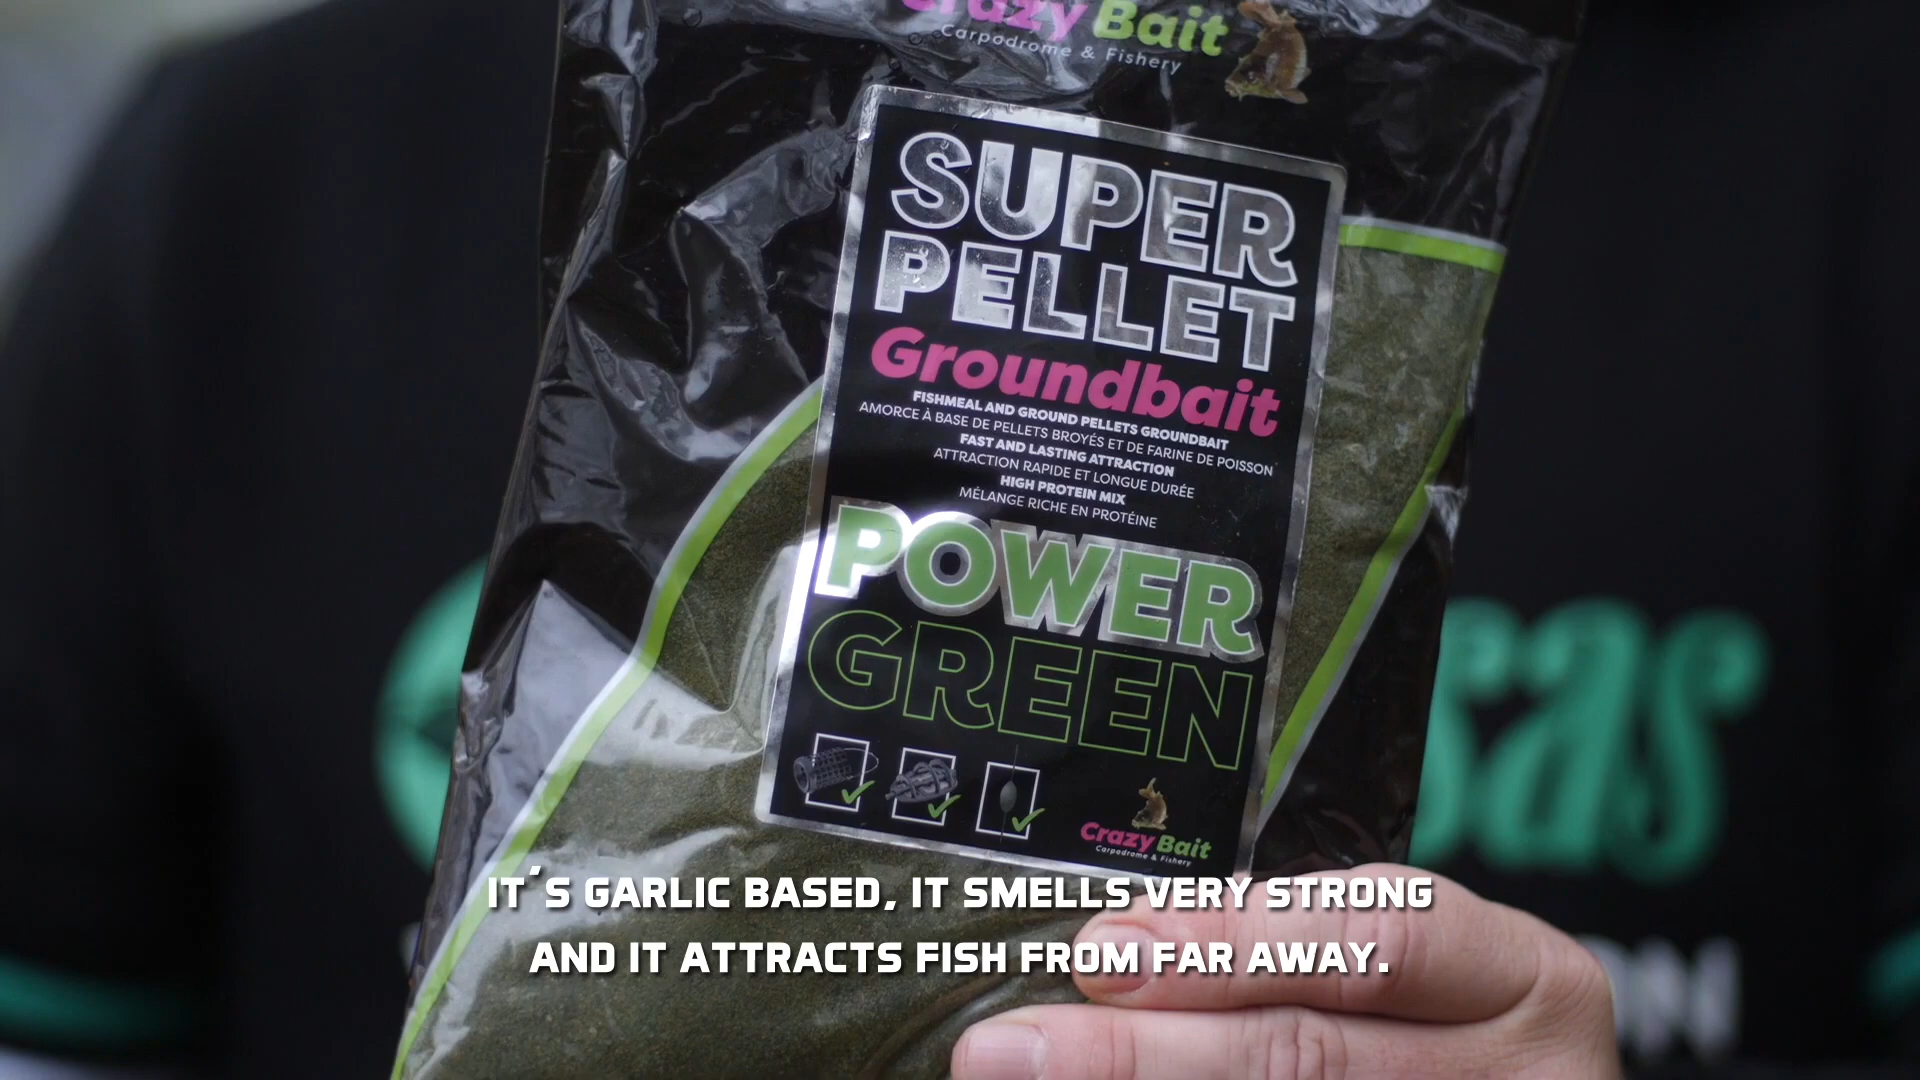 Crazy Bait
Carpodrome & Fishery
SUPER
PELLET
Groundbait
FISHMEAL AND GROUND PELLETS GROUNDBAIT
AMORCE À BASE DE PELLETS BROYÉS ET DE FARINE DE POISSON
FAST AND LASTING ATTRACTION
ATTRACTION RAPIDE ET LONGUE DURÉE
HIGH PROTEIN MIX
MÉLANGE RICHE EN PROTÉINE
POWER
GREEN
Crazy Bait
Carpodrome & Fishery
IT´S GARLIC BASED, IT SMELLS VERY STRONG
AND IT ATTRACTS FISH FROM FAR AWAY.